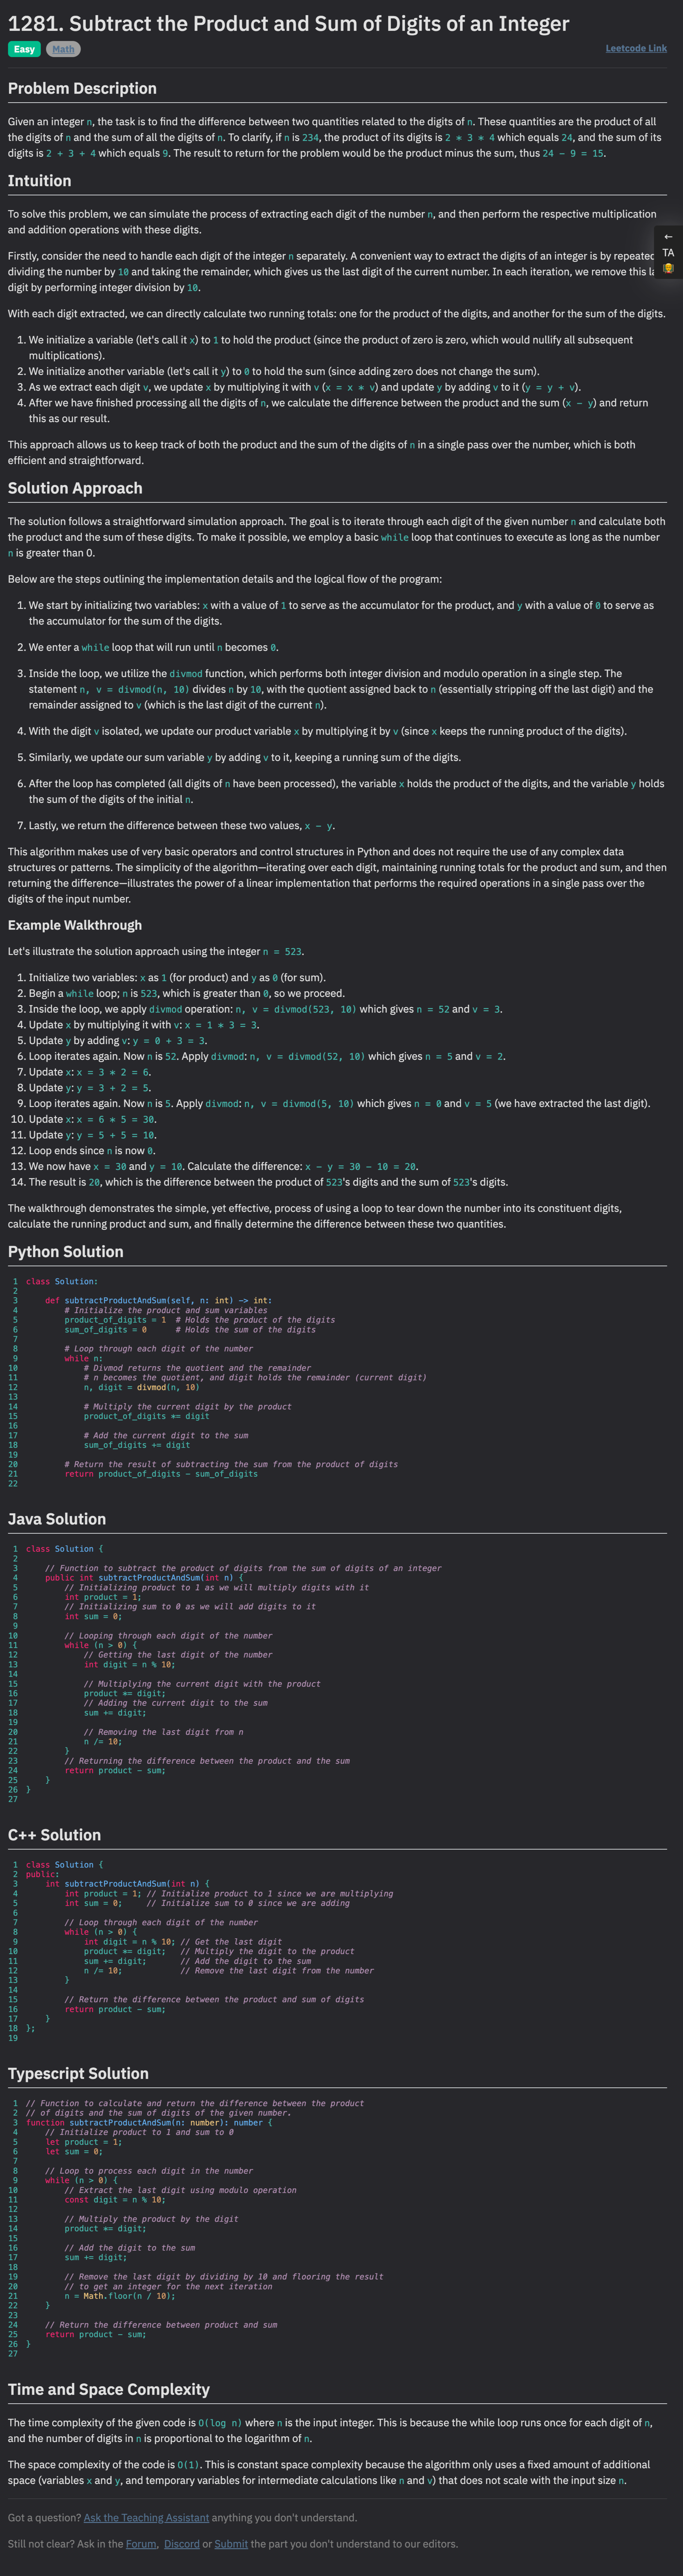 1281. Subtract the Product and Sum of Digits of an Integer
Easy Math Leetcode Link
Problem Description
Given an integer n, the task is to find the difference between two quantities related to the digits of n. These quantities are the product of all
the digits of n and the sum of all the digits of n. To clarify, if n is 234, the product of its digits is 2 * 3 * 4 which equals 24, and the sum of its
digits is 2 + 3 + 4 which equals 9. The result to return for the problem would be the product minus the sum, thus 24 - 9 = 15.
Intuition
To solve this problem, we can simulate the process of extracting each digit of the number n, and then perform the respective multiplication
and addition operations with these digits.
Firstly, consider the need to handle each digit of the integer n separately. A convenient way to extract the digits of an integer is by repeated
dividing the number by 10 and taking the remainder, which gives us the last digit of the current number. In each iteration, we remove this la
digit by performing integer division by 10.
←
TA
With each digit extracted, we can directly calculate two running totals: one for the product of the digits, and another for the sum of the digits.
1. We initialize a variable (let's call it x) to 1 to hold the product (since the product of zero is zero, which would nullify all subsequent
multiplications).
2. We initialize another variable (let's call it y) to 0 to hold the sum (since adding zero does not change the sum).
3. As we extract each digit v, we update x by multiplying it with v (x = x * v) and update y by adding v to it (y = y + v).
4. After we have finished processing all the digits of n, we calculate the difference between the product and the sum (x - y) and return
this as our result.
This approach allows us to keep track of both the product and the sum of the digits of n in a single pass over the number, which is both
efficient and straightforward.
Solution Approach
The solution follows a straightforward simulation approach. The goal is to iterate through each digit of the given number n and calculate both
the product and the sum of these digits. To make it possible, we employ a basic while loop that continues to execute as long as the number
n is greater than 0.
Below are the steps outlining the implementation details and the logical flow of the program:
1. We start by initializing two variables: x with a value of 1 to serve as the accumulator for the product, and y with a value of 0 to serve as
the accumulator for the sum of the digits.
2. We enter a while loop that will run until n becomes 0.
3. Inside the loop, we utilize the divmod function, which performs both integer division and modulo operation in a single step. The
statement n, v = divmod(n, 10) divides n by 10, with the quotient assigned back to n (essentially stripping off the last digit) and the
remainder assigned to v (which is the last digit of the current n).
4. With the digit v isolated, we update our product variable x by multiplying it by v (since x keeps the running product of the digits).
5. Similarly, we update our sum variable y by adding v to it, keeping a running sum of the digits.
6. After the loop has completed (all digits of n have been processed), the variable x holds the product of the digits, and the variable y holds
the sum of the digits of the initial n.
7. Lastly, we return the difference between these two values, x - y.
This algorithm makes use of very basic operators and control structures in Python and does not require the use of any complex data
structures or patterns. The simplicity of the algorithm—iterating over each digit, maintaining running totals for the product and sum, and then
returning the difference—illustrates the power of a linear implementation that performs the required operations in a single pass over the
digits of the input number.
Example Walkthrough
Let's illustrate the solution approach using the integer n = 523.
1. Initialize two variables: x as 1 (for product) and y as 0 (for sum).
2. Begin a while loop; n is 523, which is greater than 0, so we proceed.
3. Inside the loop, we apply divmod operation: n, v = divmod(523, 10) which gives n = 52 and v = 3.
4. Update x by multiplying it with v: x = 1 * 3 = 3.
5. Update y by adding v: y = 0 + 3 = 3.
6. Loop iterates again. Now n is 52. Apply divmod: n, v = divmod(52, 10) which gives n = 5 and v = 2.
7. Update x: x = 3 * 2 = 6.
8. Update y: y = 3 + 2 = 5.
9. Loop iterates again. Now n is 5. Apply divmod: n, v = divmod(5, 10) which gives n = 0 and v = 5 (we have extracted the last digit).
10. Update x: x = 6 * 5 = 30.
11. Update y: y = 5 + 5 = 10.
12. Loop ends since n is now 0.
13. We now have x = 30 and y = 10. Calculate the difference: x - y = 30 - 10 = 20.
14. The result is 20, which is the difference between the product of 523's digits and the sum of 523's digits.
The walkthrough demonstrates the simple, yet effective, process of using a loop to tear down the number into its constituent digits,
calculate the running product and sum, and finally determine the difference between these two quantities.
Python Solution
1 class Solution:
2
3     def subtractProductAndSum(self, n: int) -> int:
4         # Initialize the product and sum variables
5         product_of_digits = 1  # Holds the product of the digits
6         sum_of_digits = 0      # Holds the sum of the digits
7
8         # Loop through each digit of the number
9         while n:
10             # Divmod returns the quotient and the remainder
11             # n becomes the quotient, and digit holds the remainder (current digit)
12             n, digit = divmod(n, 10)
13
14             # Multiply the current digit by the product
15             product_of_digits *= digit
16
17             # Add the current digit to the sum
18             sum_of_digits += digit
19
20         # Return the result of subtracting the sum from the product of digits
21         return product_of_digits - sum_of_digits
22
Java Solution
1 class Solution {
2
3     // Function to subtract the product of digits from the sum of digits of an integer
4     public int subtractProductAndSum(int n) {
5         // Initializing product to 1 as we will multiply digits with it
6         int product = 1;
7         // Initializing sum to 0 as we will add digits to it
8         int sum = 0;
9
10         // Looping through each digit of the number
11         while (n > 0) {
12             // Getting the last digit of the number
13             int digit = n % 10;
14
15             // Multiplying the current digit with the product
16             product *= digit;
17             // Adding the current digit to the sum
18             sum += digit;
19
20             // Removing the last digit from n
21             n /= 10;
22         }
23         // Returning the difference between the product and the sum
24         return product - sum;
25     }
26 }
27
C++ Solution
1 class Solution {
2 public:
3     int subtractProductAndSum(int n) {
4         int product = 1; // Initialize product to 1 since we are multiplying
5         int sum = 0;     // Initialize sum to 0 since we are adding
6
7         // Loop through each digit of the number
8         while (n > 0) {
9             int digit = n % 10; // Get the last digit
10             product *= digit;   // Multiply the digit to the product
11             sum += digit;       // Add the digit to the sum
12             n /= 10;            // Remove the last digit from the number
13         }
14
15         // Return the difference between the product and sum of digits
16         return product - sum;
17     }
18 };
19
Typescript Solution
1 // Function to calculate and return the difference between the product
2 // of digits and the sum of digits of the given number.
3 function subtractProductAndSum(n: number): number {
4     // Initialize product to 1 and sum to 0
5     let product = 1;
6     let sum = 0;
7
8     // Loop to process each digit in the number
9     while (n > 0) {
10         // Extract the last digit using modulo operation
11         const digit = n % 10;
12
13         // Multiply the product by the digit
14         product *= digit;
15
16         // Add the digit to the sum
17         sum += digit;
18
19         // Remove the last digit by dividing by 10 and flooring the result
20         // to get an integer for the next iteration
21         n = Math.floor(n / 10);
22     }
23
24     // Return the difference between product and sum
25     return product - sum;
26 }
27
Time and Space Complexity
The time complexity of the given code is O(log n) where n is the input integer. This is because the while loop runs once for each digit of n,
and the number of digits in n is proportional to the logarithm of n.
The space complexity of the code is O(1). This is constant space complexity because the algorithm only uses a fixed amount of additional
space (variables x and y, and temporary variables for intermediate calculations like n and v) that does not scale with the input size n.
Got a question? Ask the Teaching Assistant anything you don't understand.
Still not clear? Ask in the Forum, Discord or Submit the part you don't understand to our editors.